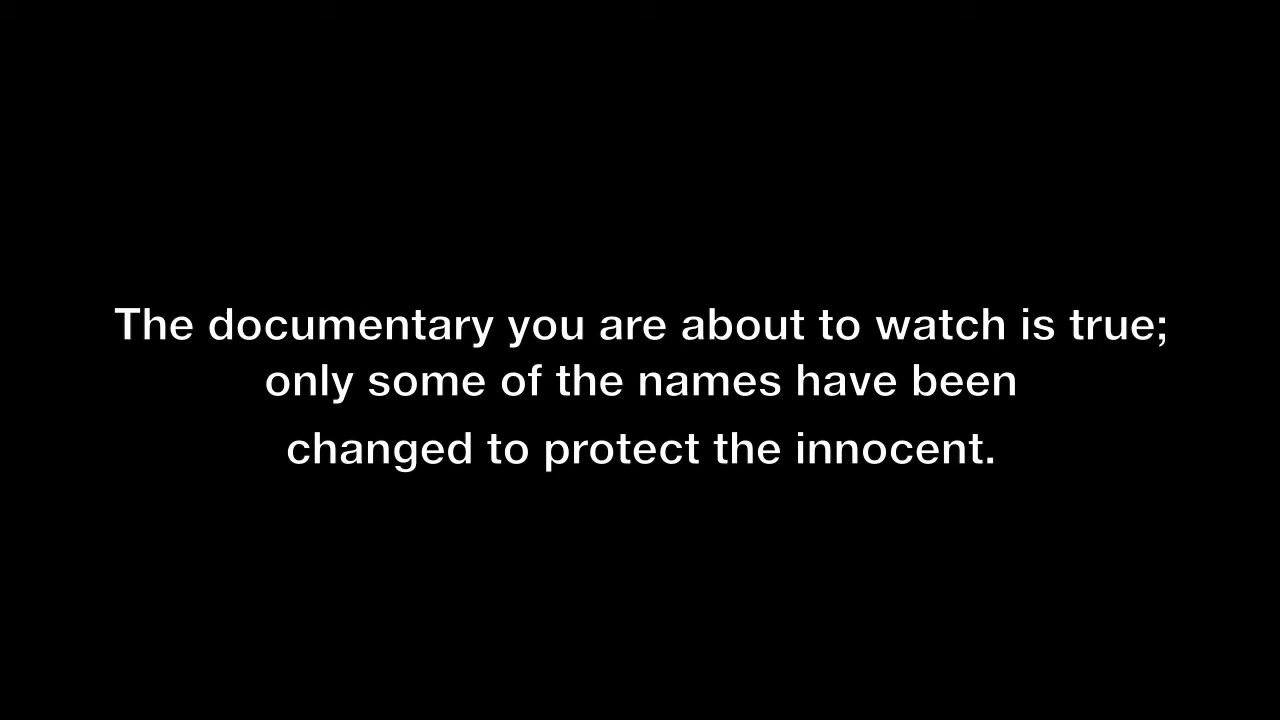 The documentary you are about to watch is true;
only some of the names have been
changed to protect the innocent.